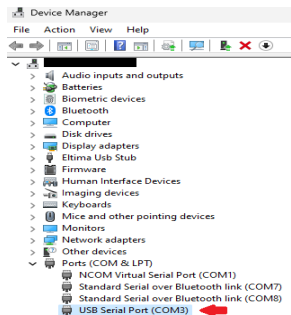 Device Manager
File Action View Help
Audio inputs and outputs
Batteries
Biometric devices
Bluetooth
Computer
Disk drives
Display adapters
Eltima Usb Stub
Firmware
Human Interface Devices
Imaging devices
Keyboards
Mice and other pointing devices
Monitors
Network adapters
Other devices
Ports (COM & LPT)
NCOM Virtual Serial Port (COM1)
Standard Serial over Bluetooth link (COM7)
Standard Serial over Bluetooth link (COM8)
USB Serial Port (COM3)